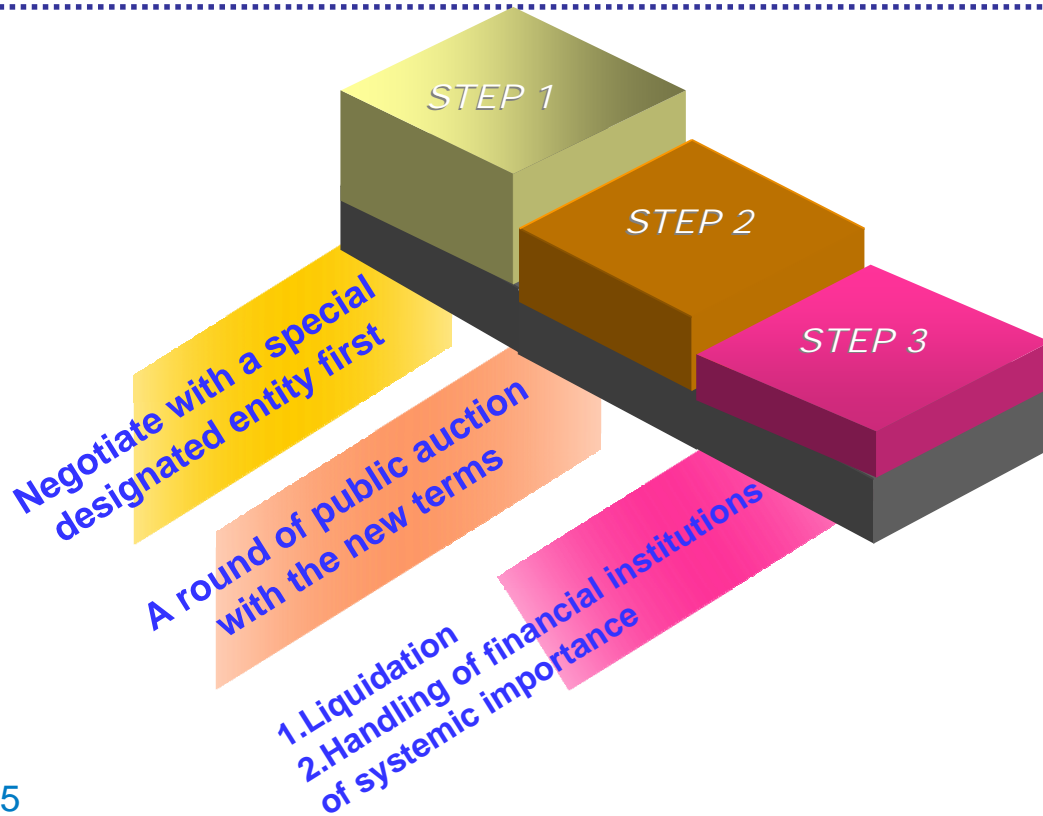 STEP 1
STEP 2
STEP 3
Negotiate with a special
designated entity first
A round of public auction
with the new terms
1.Liquidation
2.Handling of financial institutions
of systemic importance
5